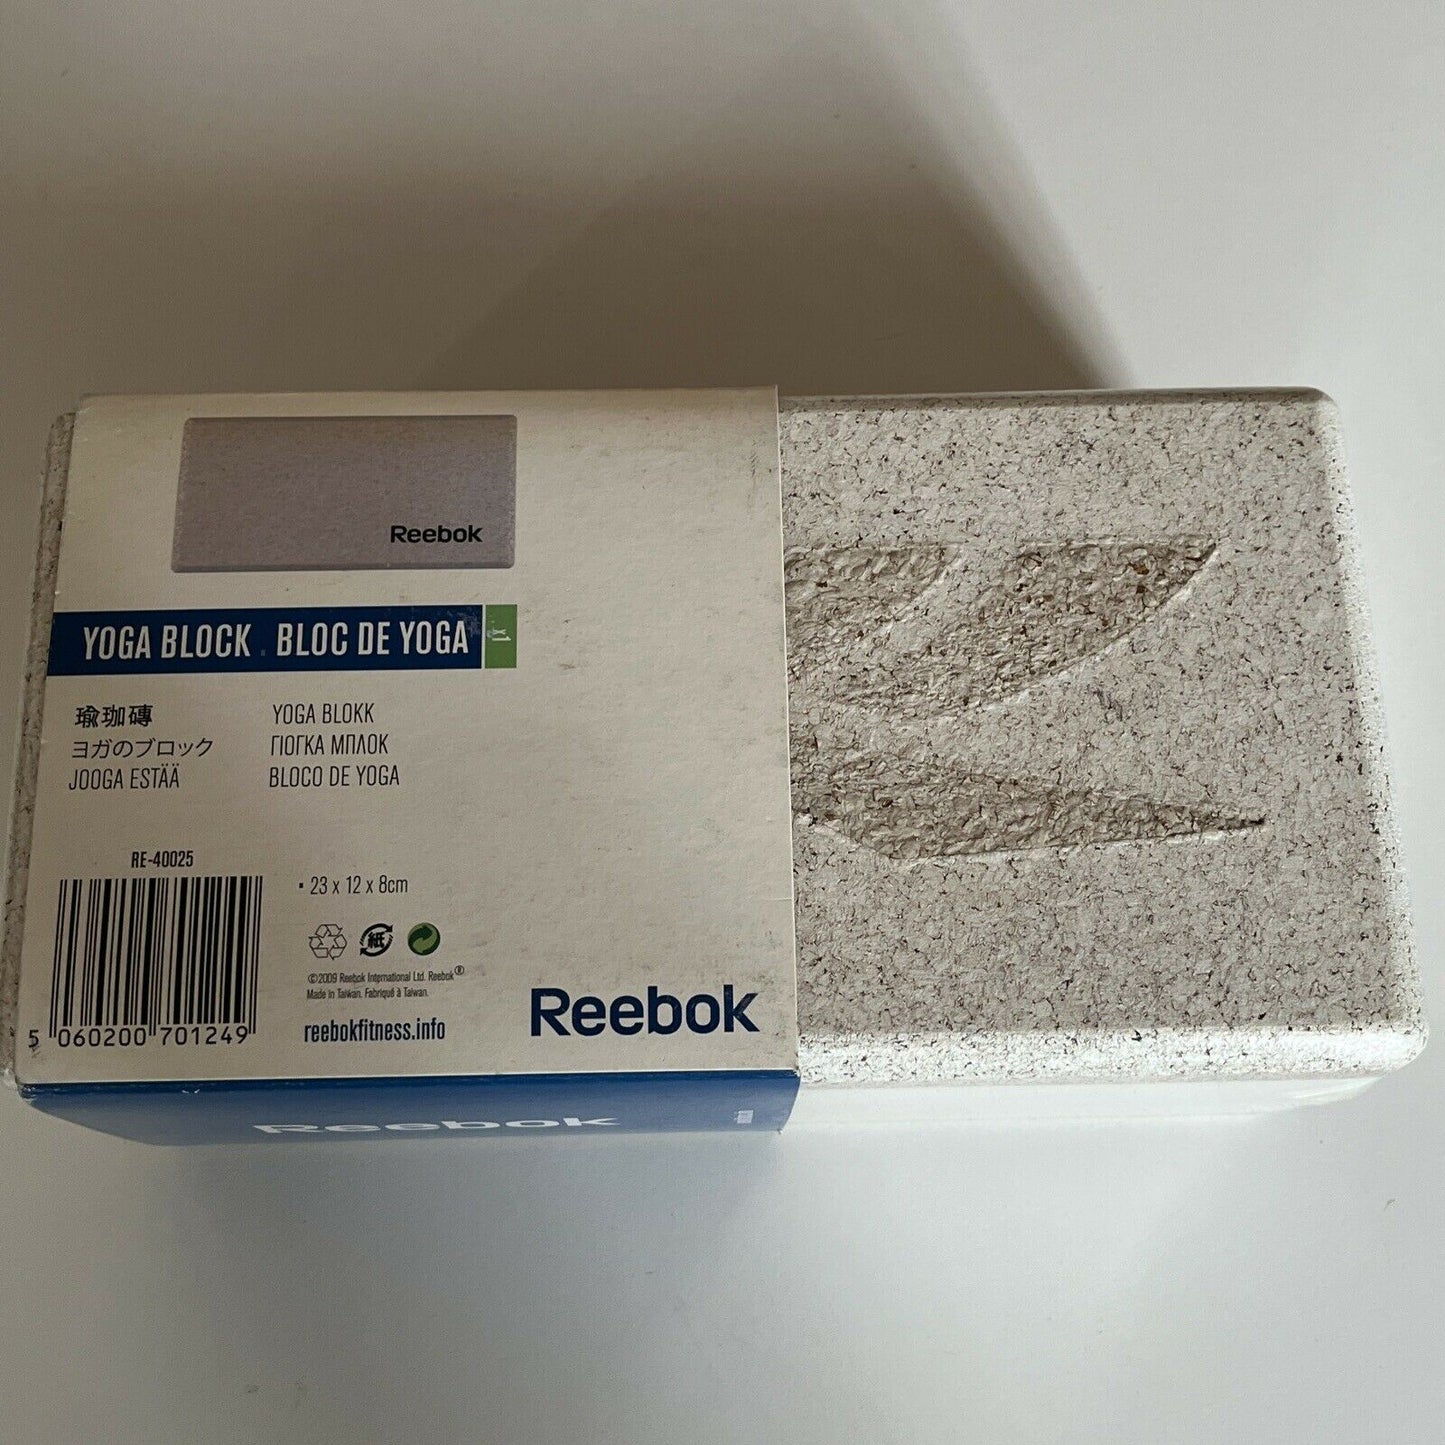 Reebok
YOGA BLOCK . BLOC DE YOGA x1
瑜珈磚
ヨガのブロック
JOOGA ESTÄÄ
YOGA BLOKK
ΓΙΟΓΚΑ ΜΠΛΟΚ
BLOCO DE YOGA
RE-40025
5 060200 701249
• 23 x 12 x 8cm
紙
©2009 Reebok International Ltd. Reebok®
Made in Taiwan. Fabriqué à Taiwan.
reebokfitness.info
Reebok
Reebok